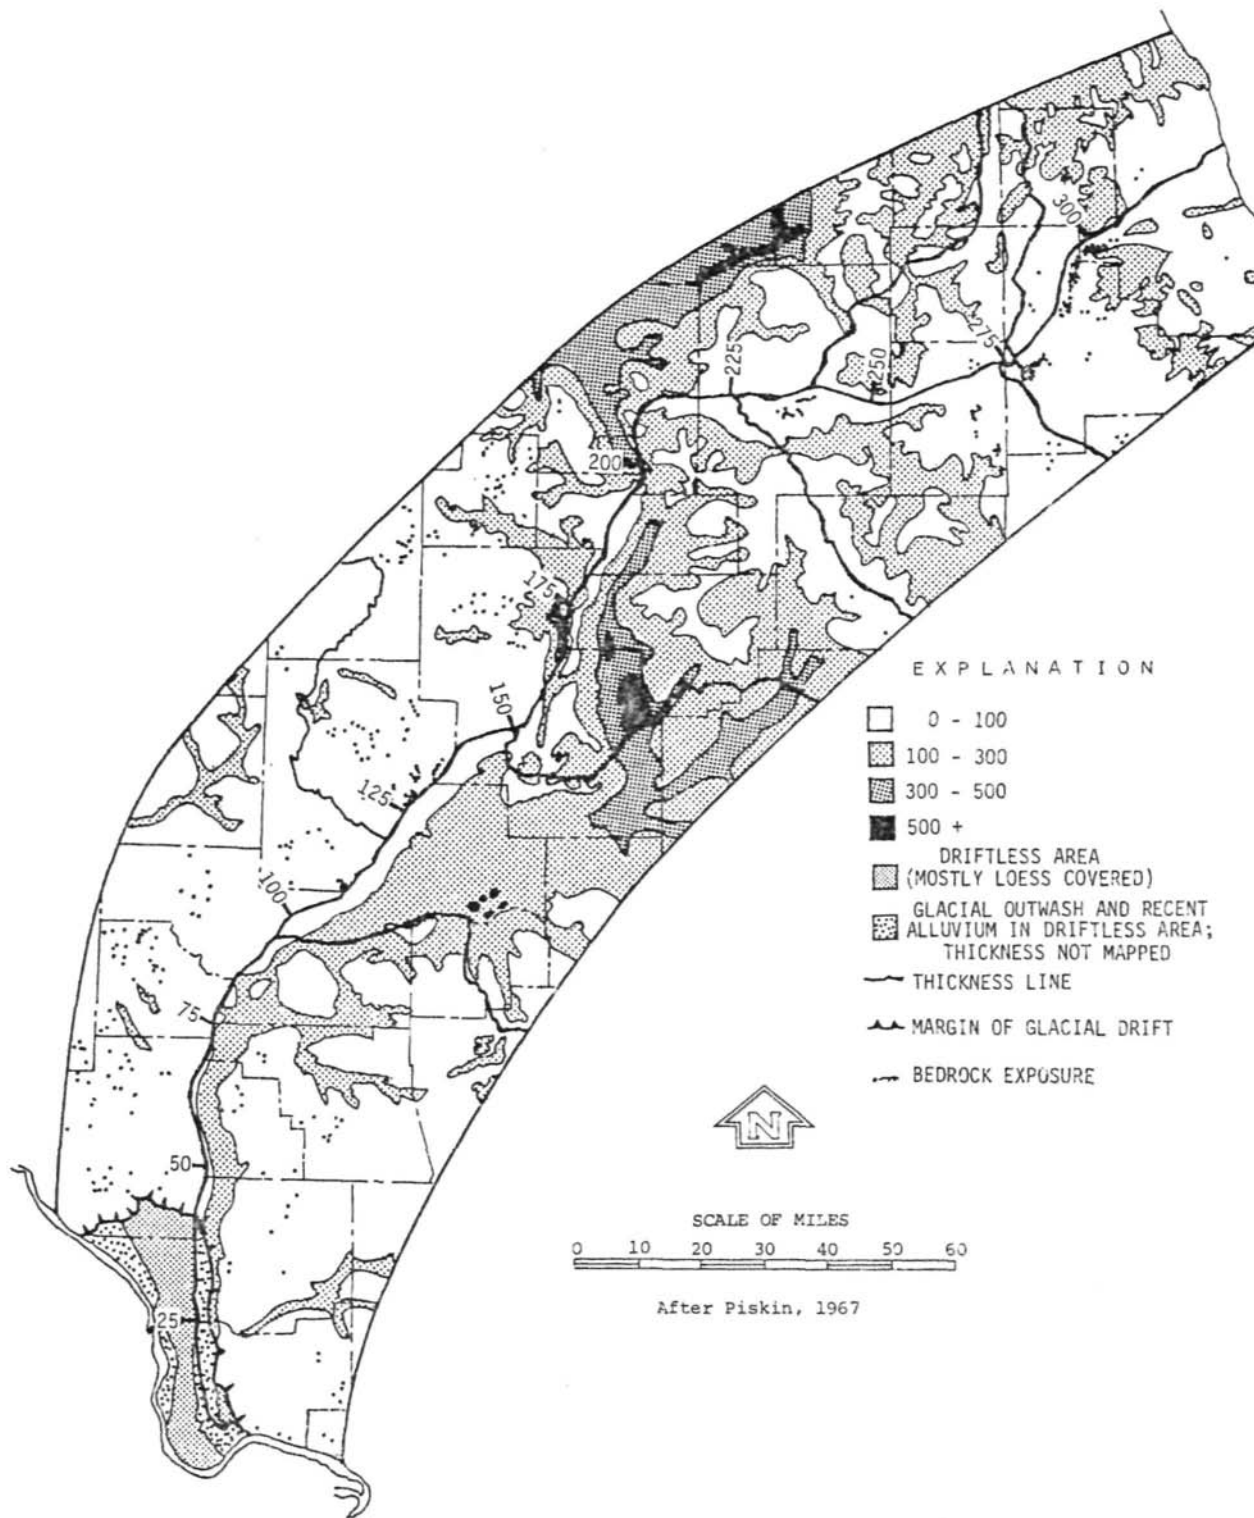 300
275
250
225
200
175
150
125
100
75
50
25
EXPLANATION
0 - 100
100 - 300
300 - 500
500 +
DRIFTLESS AREA
(MOSTLY LOESS COVERED)
GLACIAL OUTWASH AND RECENT
ALLUVIUM IN DRIFTLESS AREA;
THICKNESS NOT MAPPED
THICKNESS LINE
MARGIN OF GLACIAL DRIFT
BEDROCK EXPOSURE
N
SCALE OF MILES
0 10 20 30 40 50 60
After Piskin, 1967